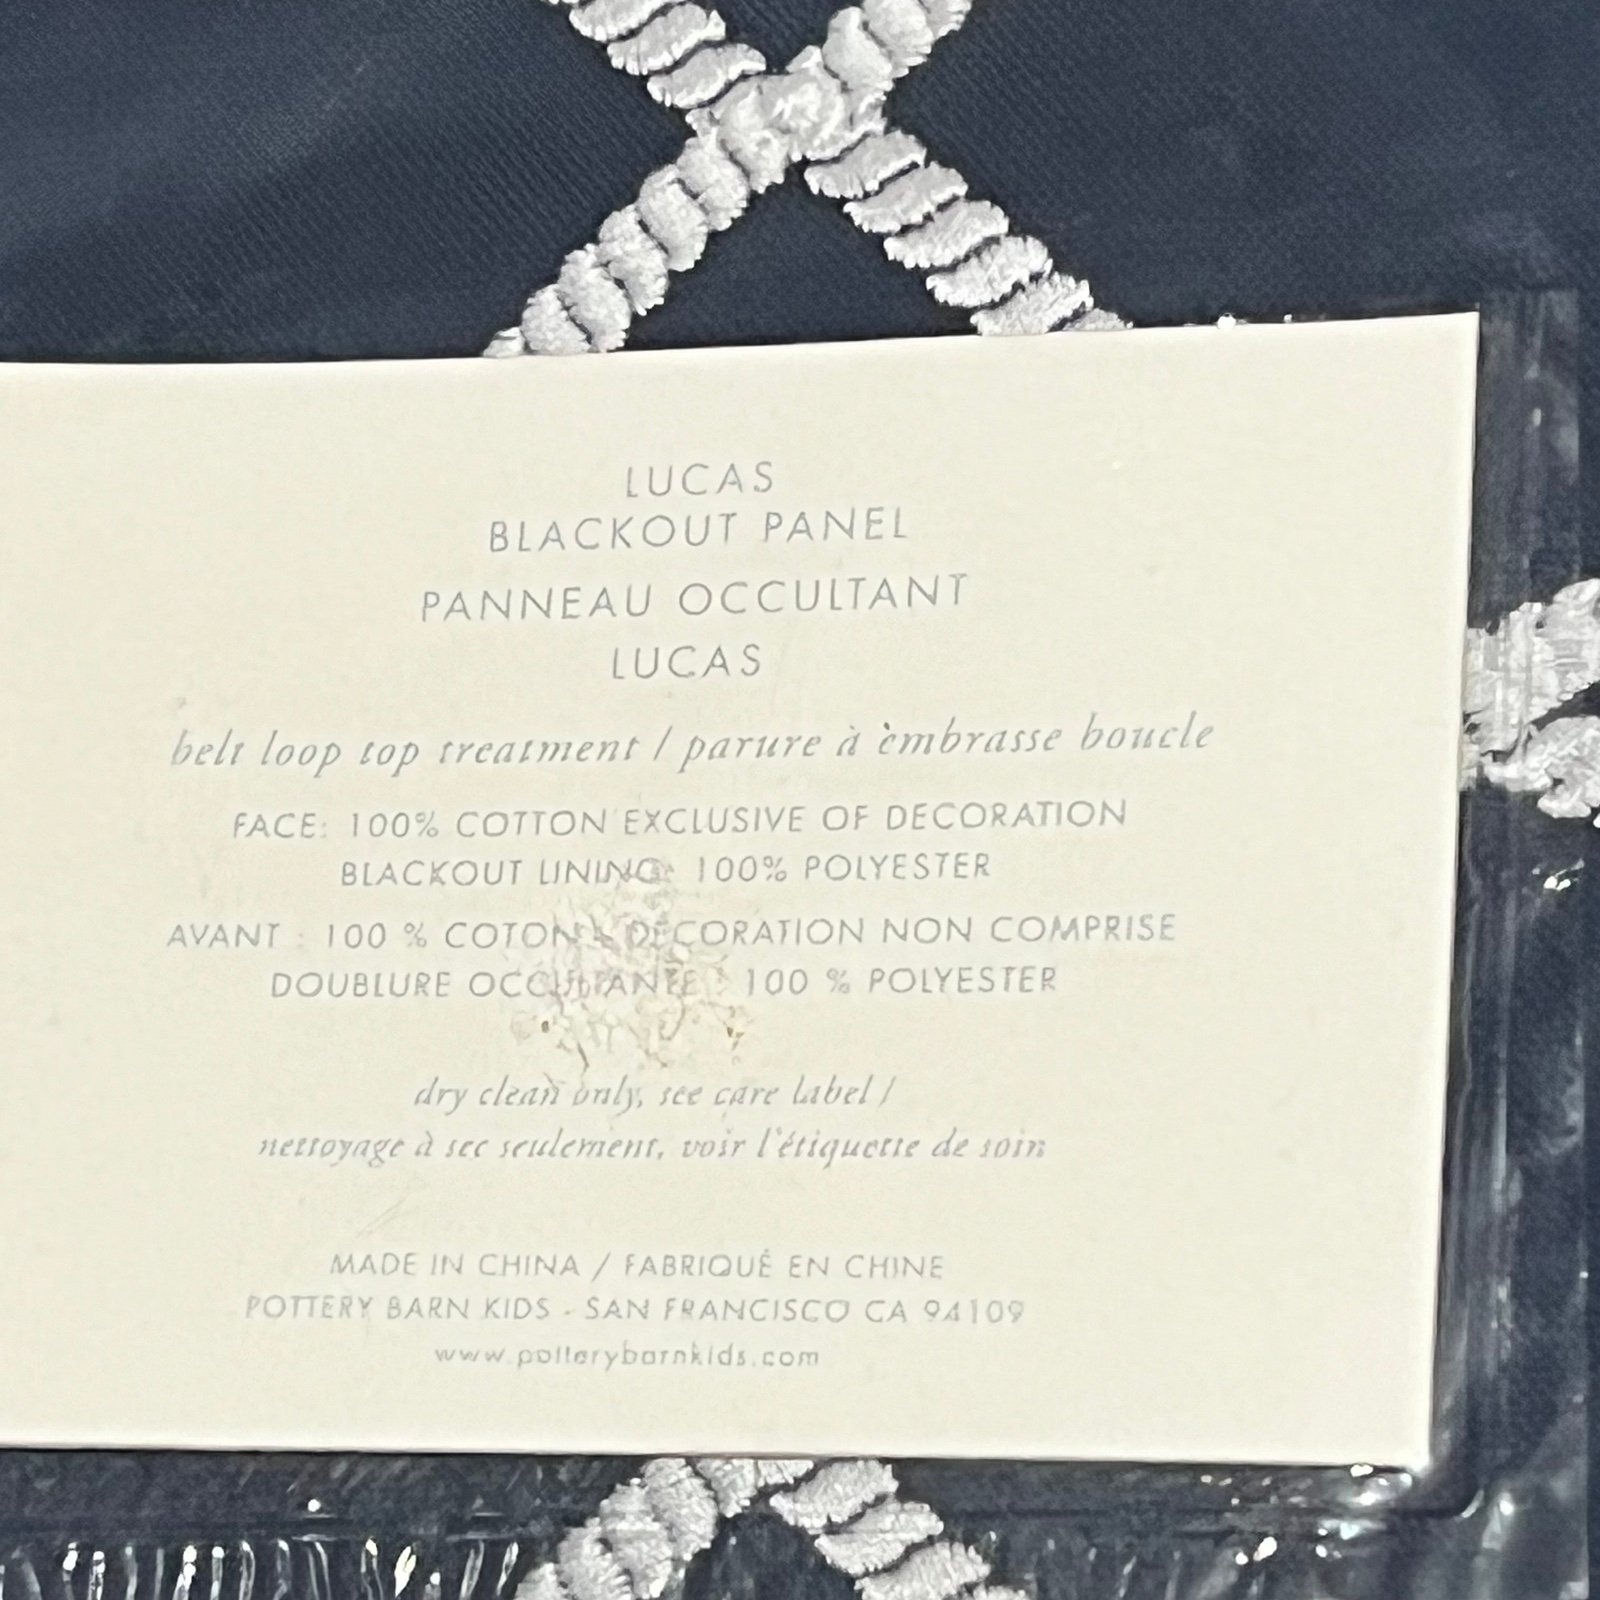 LUCAS
BLACKOUT PANEL
PANNEAU OCCULTANT
LUCAS
belt loop top treatment / parure à embrasse boucle
FACE: 100% COTTON EXCLUSIVE OF DECORATION
BLACKOUT LINING: 100% POLYESTER
AVANT : 100 % COTON - DÉCORATION NON COMPRISE
DOUBLURE OCCULTANTE : 100 % POLYESTER
dry clean only, see care label /
nettoyage à sec seulement, voir l'étiquette de soin
MADE IN CHINA / FABRIQUÉ EN CHINE
POTTERY BARN KIDS - SAN FRANCISCO CA 94109
www.potterybarnkids.com